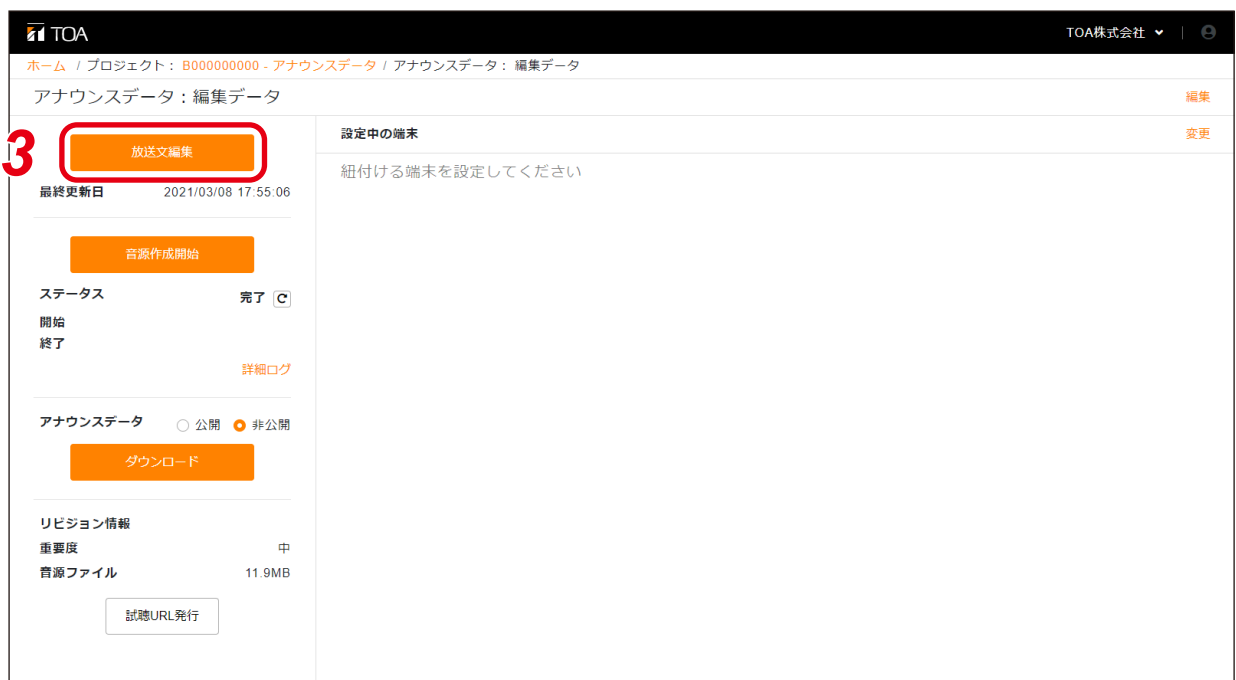 TOA
TOA株式会社
ホーム / プロジェクト： B000000000 - アナウンスデータ / アナウンスデータ： 編集データ
アナウンスデータ：編集データ
編集
3
放送文編集
最終更新日 2021/03/08 17:55:06
音源作成開始
ステータス 完了
開始
終了
詳細ログ
アナウンスデータ 公開 非公開
ダウンロード
リビジョン情報
重要度 中
音源ファイル 11.9MB
試聴URL発行
設定中の端末 変更
紐付ける端末を設定してください